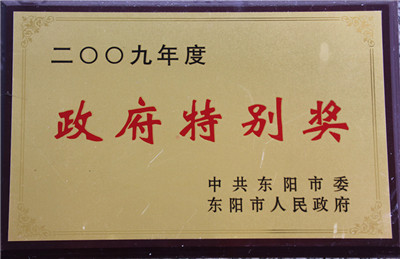 二〇〇九年度
政府特别奖
中共东阳市委
东阳市人民政府